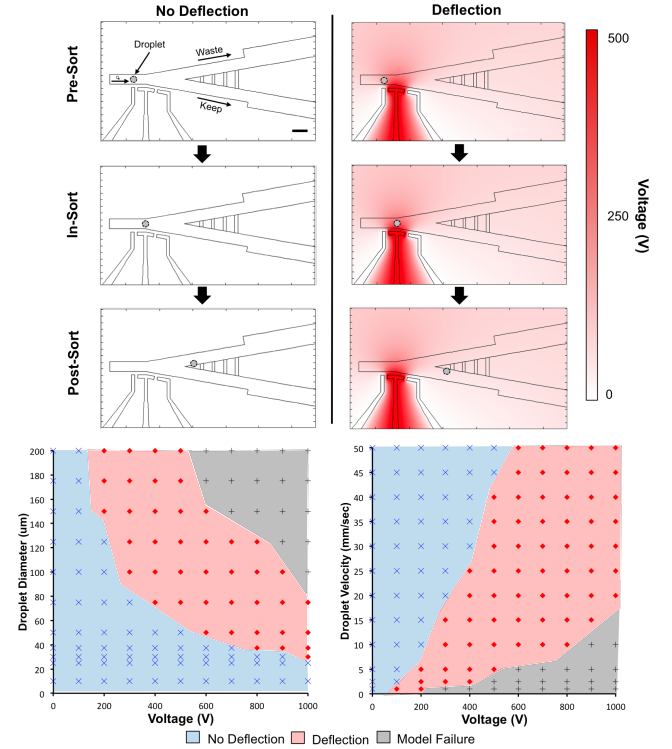 No Deflection
Deflection
Pre-Sort
Droplet
Waste
Keep
In-Sort
Post-Sort
500
250
0
Voltage (V)
Droplet Diameter (um)
200
180
160
140
120
100
80
60
40
20
0
0 200 400 600 800 1000
Voltage (V)
Droplet Velocity (mm/sec)
50
45
40
35
30
25
20
15
10
5
0
0 200 400 600 800 1000
Voltage (V)
No Deflection Deflection Model Failure